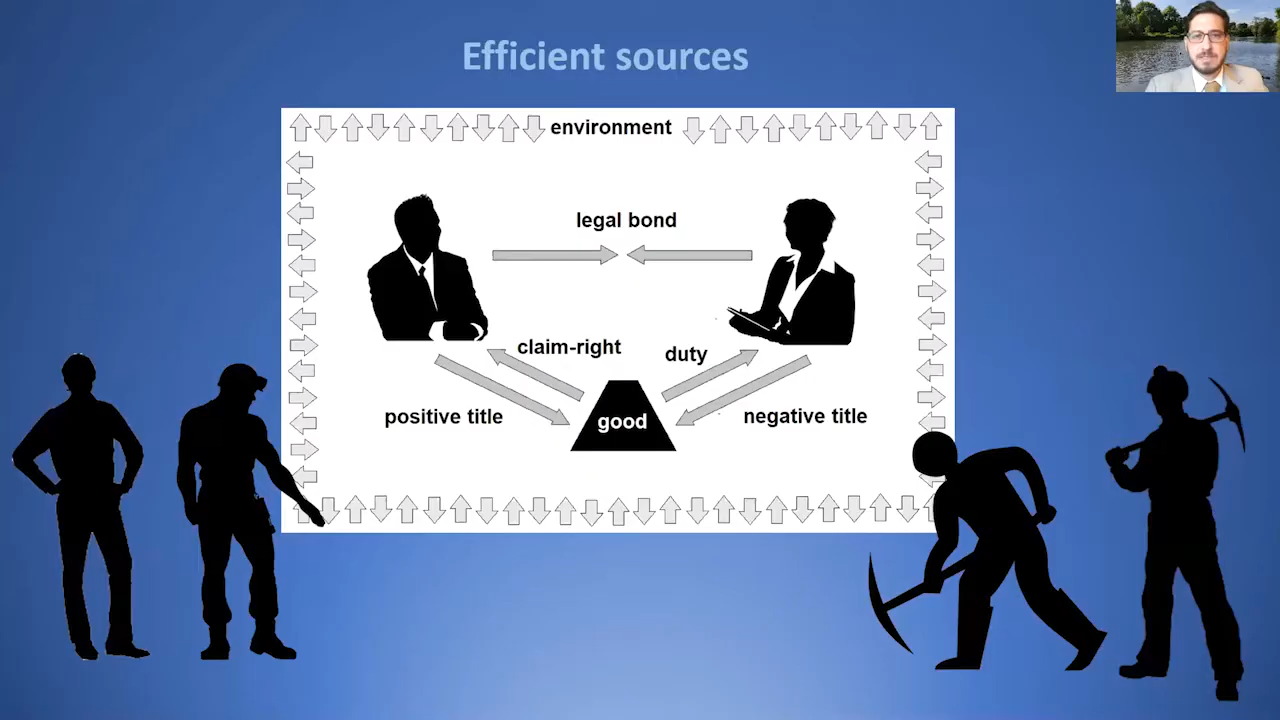 Efficient sources
environment
legal bond
claim-right
duty
positive title
good
negative title